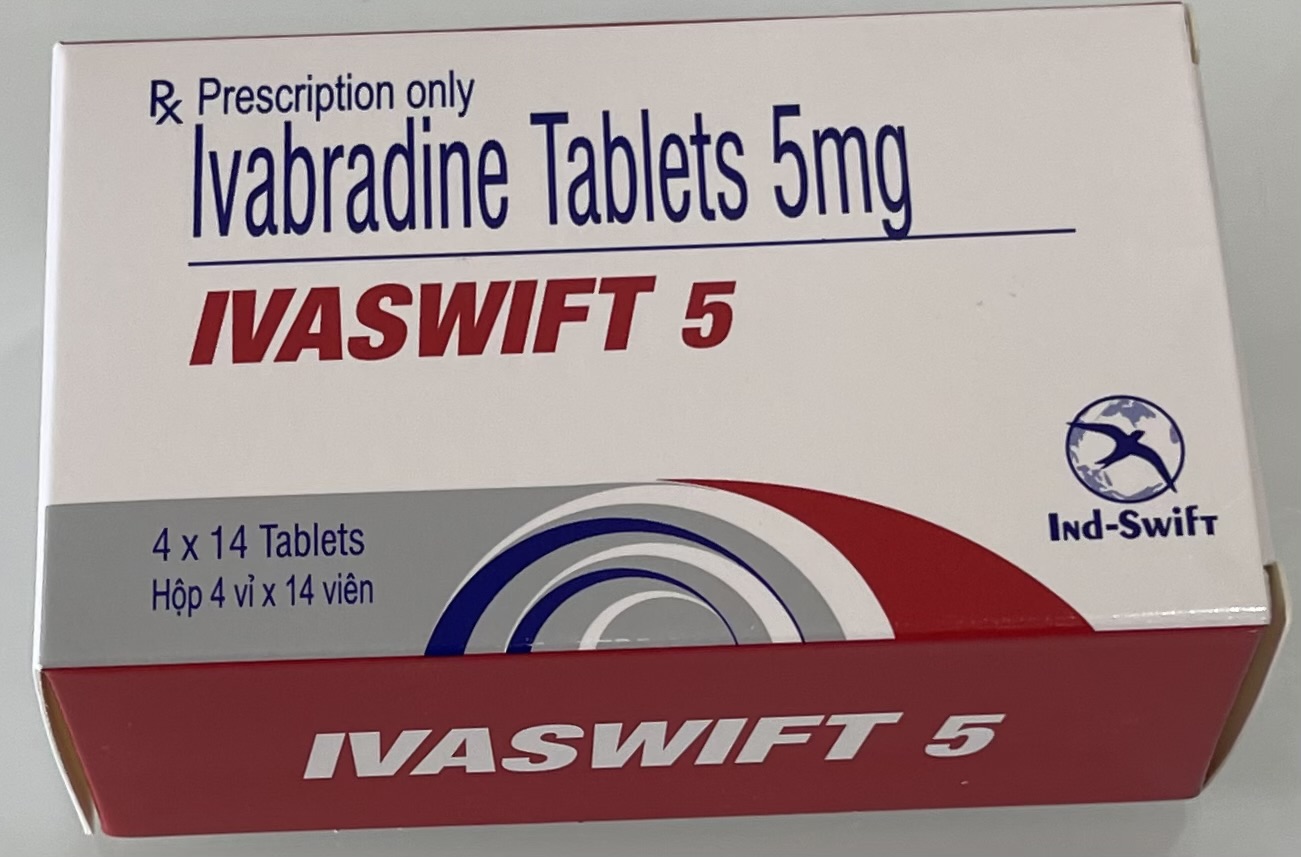 Rx Prescription only
Ivabradine Tablets 5mg
IVASWIFT 5
4 x 14 Tablets
Hộp 4 vỉ x 14 viên
Ind-Swift
IVASWIFT 5